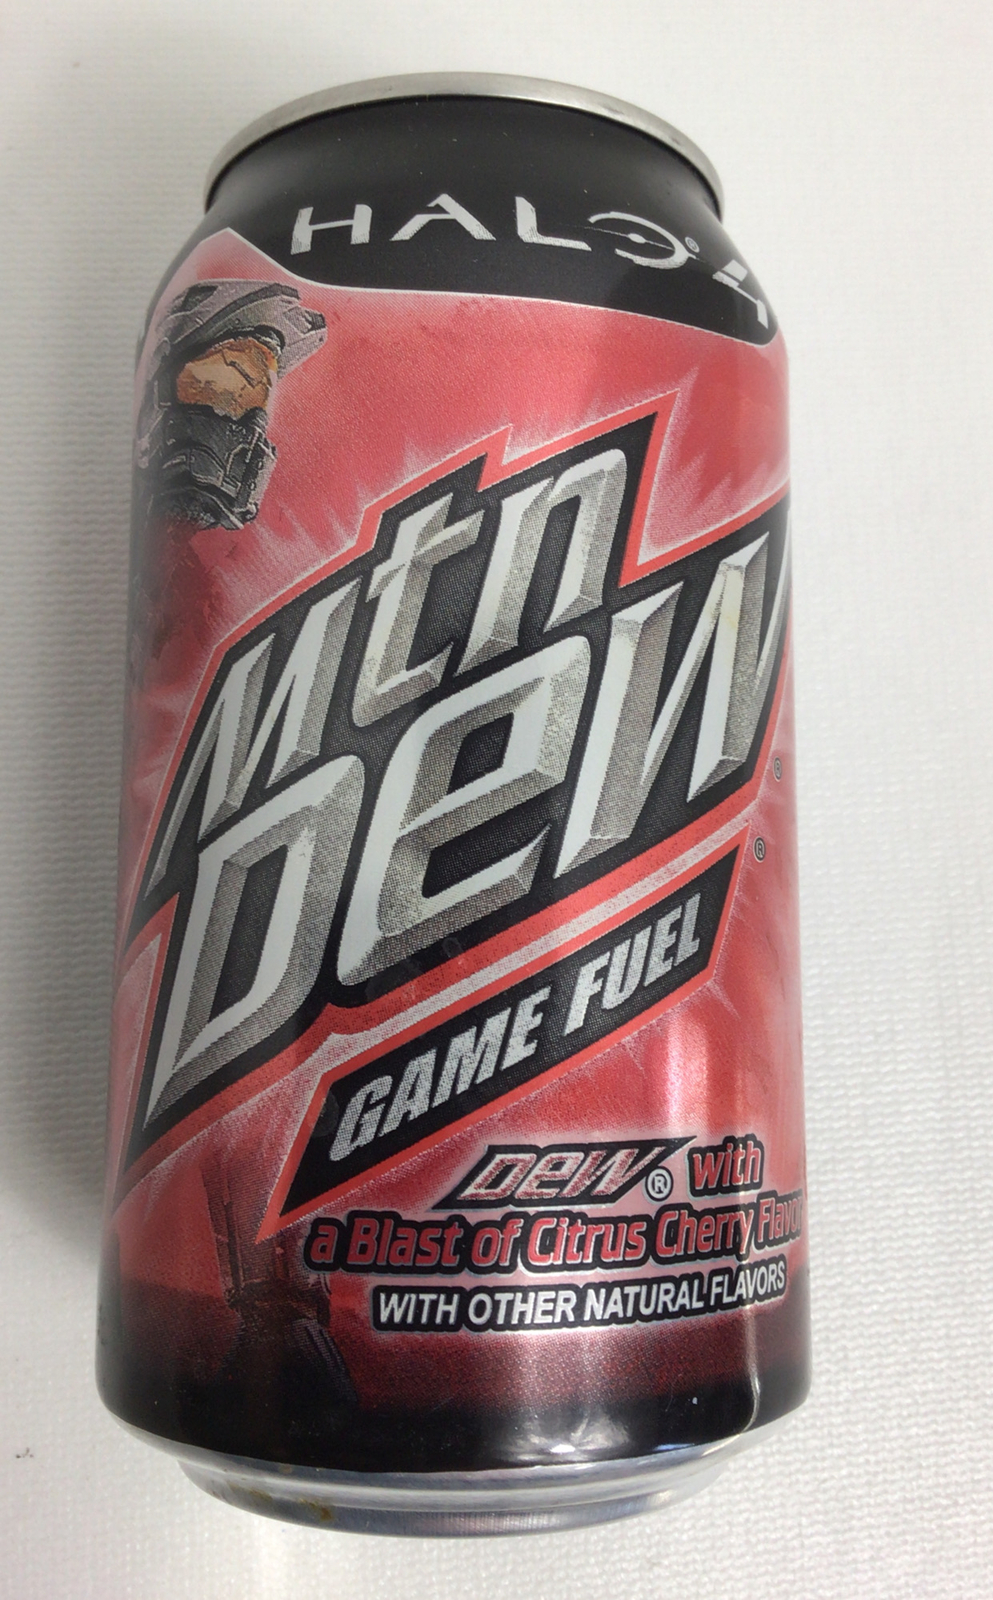 HALO® 4
Mtn
Dew®
GAME FUEL®
Dew® with
a Blast of Citrus Cherry Flavor
WITH OTHER NATURAL FLAVORS